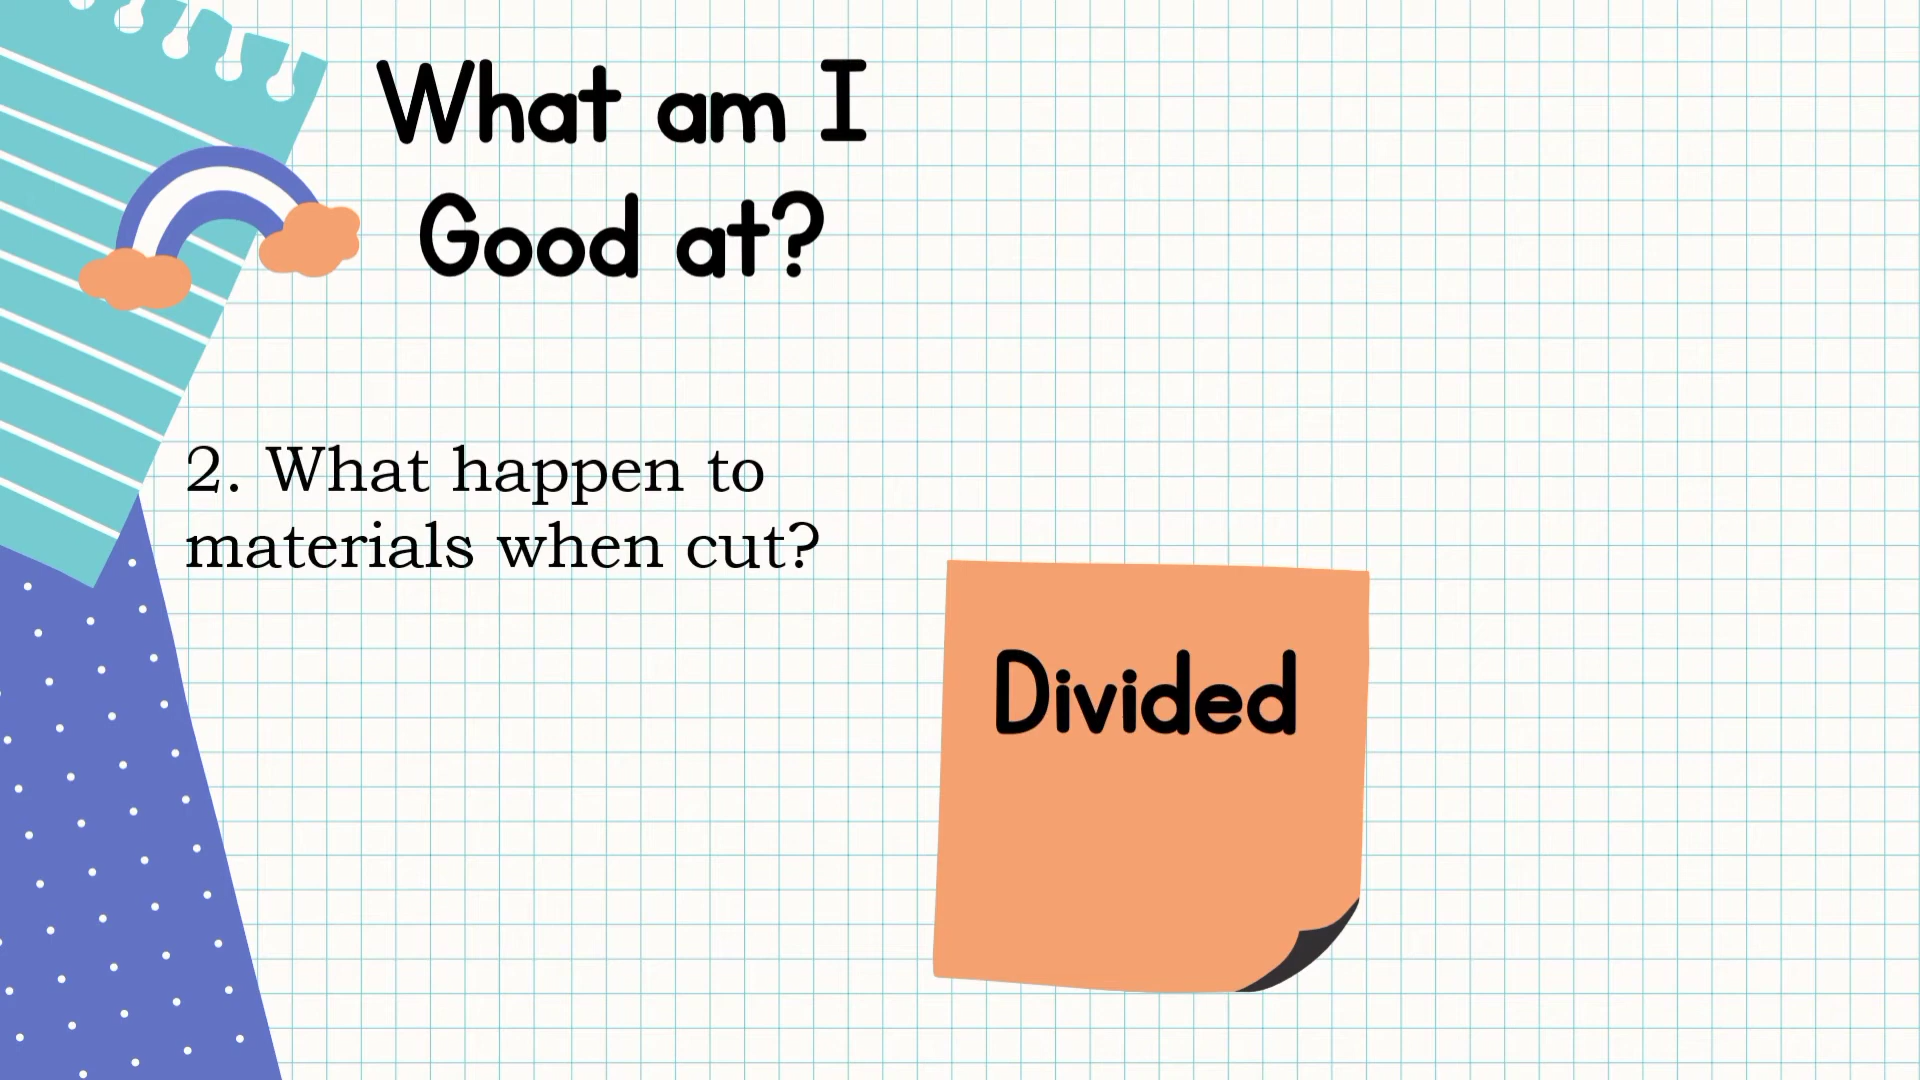 What am I
Good at?
2. What happen to
materials when cut?
Divided